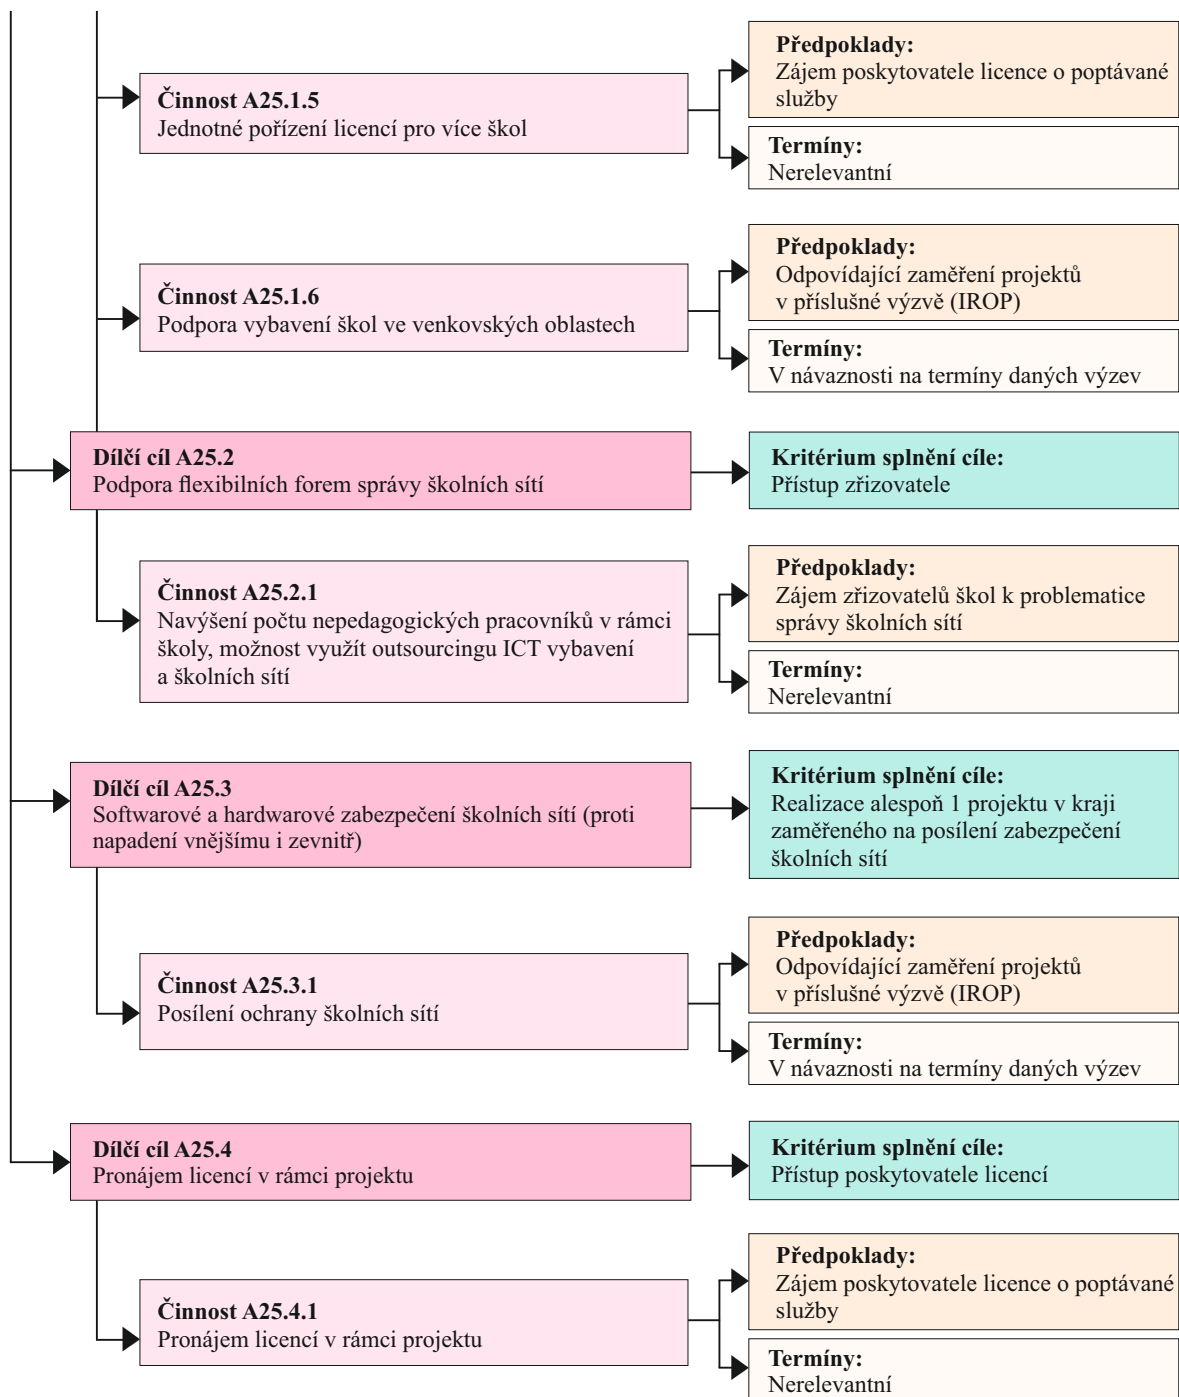 Činnost A25.1.5
Jednotné pořízení licencí pro více škol
Předpoklady:
Zájem poskytovatele licence o poptávané
služby
Termíny:
Nerelevantní
Činnost A25.1.6
Podpora vybavení škol ve venkovských oblastech
Předpoklady:
Odpovídající zaměření projektů
v příslušné výzvě (IROP)
Termíny:
V návaznosti na termíny daných výzev
Dílčí cíl A25.2
Podpora flexibilních forem správy školních sítí
Kritérium splnění cíle:
Přístup zřizovatele
Činnost A25.2.1
Navýšení počtu nepedagogických pracovníků v rámci
školy, možnost využít outsourcingu ICT vybavení
a školních sítí
Předpoklady:
Zájem zřizovatelů škol k problematice
správy školních sítí
Termíny:
Nerelevantní
Dílčí cíl A25.3
Softwarové a hardwarové zabezpečení školních sítí (proti
napadení vnějšímu i zevnitř)
Kritérium splnění cíle:
Realizace alespoň 1 projektu v kraji
zaměřeného na posílení zabezpečení
školních sítí
Činnost A25.3.1
Posílení ochrany školních sítí
Předpoklady:
Odpovídající zaměření projektů
v příslušné výzvě (IROP)
Termíny:
V návaznosti na termíny daných výzev
Dílčí cíl A25.4
Pronájem licencí v rámci projektu
Kritérium splnění cíle:
Přístup poskytovatele licencí
Činnost A25.4.1
Pronájem licencí v rámci projektu
Předpoklady:
Zájem poskytovatele licence o poptávané
služby
Termíny:
Nerelevantní